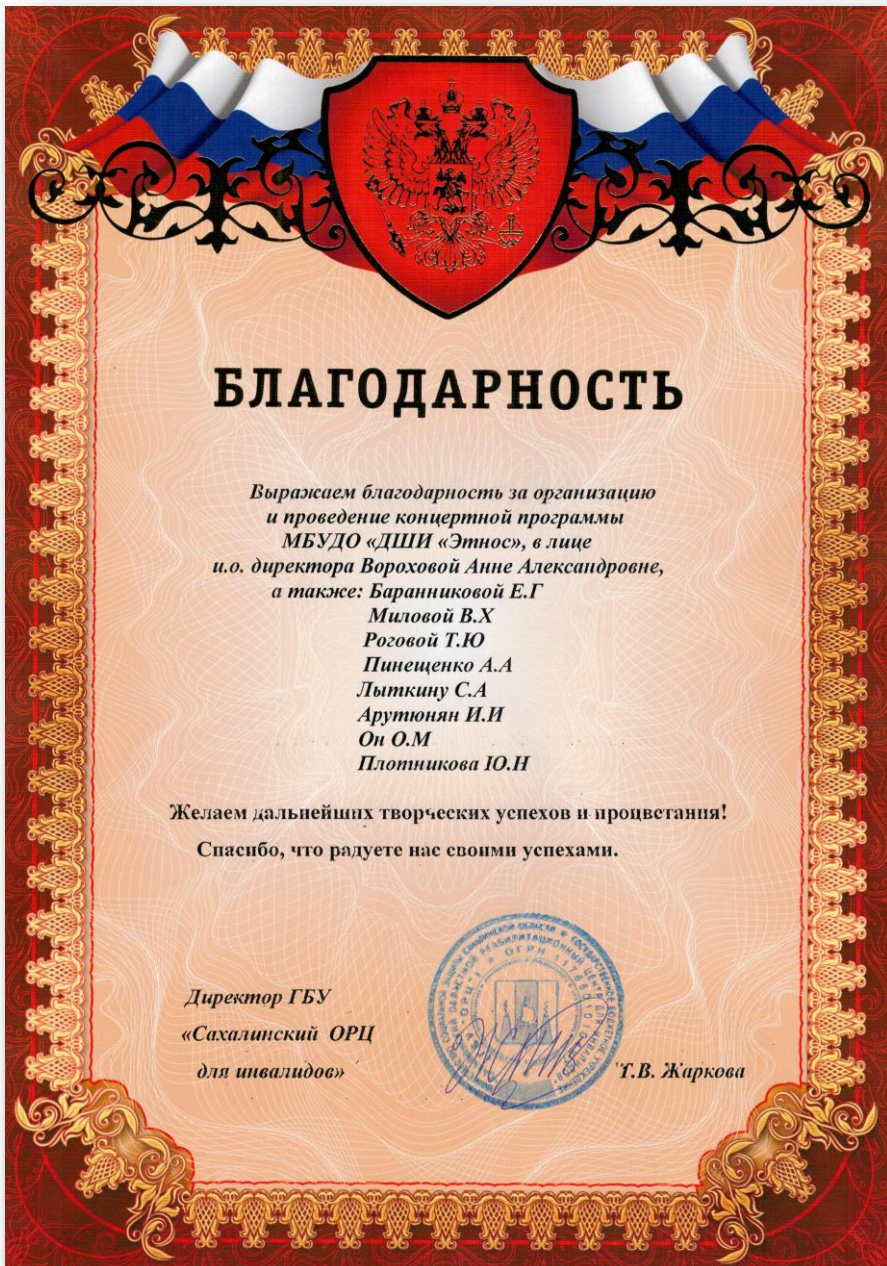 БЛАГОДАРНОСТЬ
Выражаем благодарность за организацию
и проведение концертной программы
МБУДО «ДШИ «Этнос», в лице
и.о. директора Вороховой Анне Александровне,
а также: Баранниковой Е.Г
Миловой В.Х
Роговой Т.Ю
Пинещенко А.А
Лыткину С.А
Арутюнян И.И
Он О.М
Плотникова Ю.Н
Желаем дальнейших творческих успехов и процветания!
Спасибо, что радуете нас своими успехами.
Директор ГБУ
«Сахалинский ОРЦ
для инвалидов»
Т.В. Жаркова